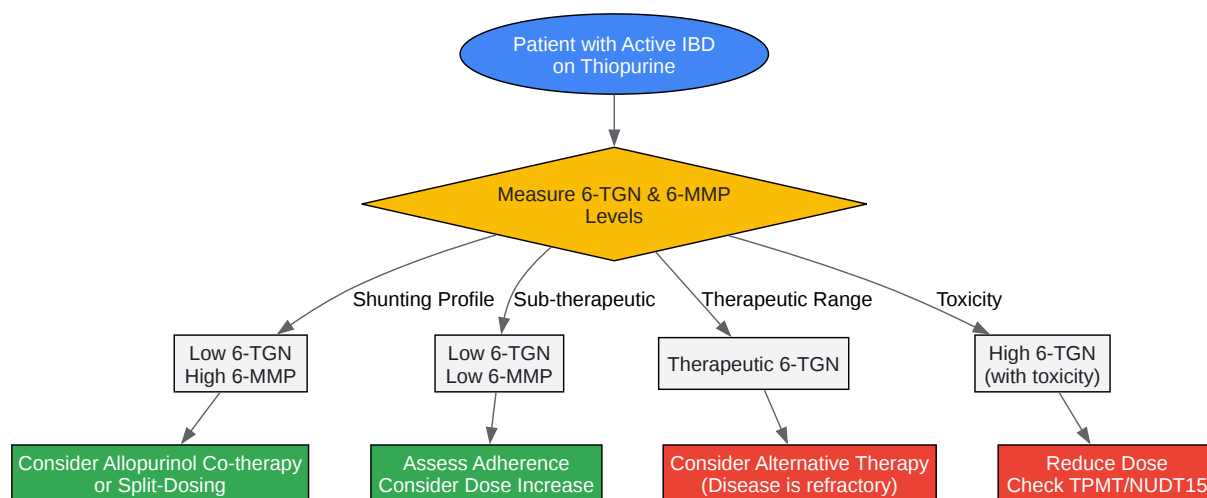 Patient with Active IBD
on Thiopurine
Measure 6-TGN & 6-MMP
Levels
Shunting Profile
Sub-therapeutic
Therapeutic Range
Toxicity
Low 6-TGN
High 6-MMP
Low 6-TGN
Low 6-MMP
Therapeutic 6-TGN
High 6-TGN
(with toxicity)
Consider Allopurinol Co-therapy
or Split-Dosing
Assess Adherence
Consider Dose Increase
Consider Alternative Therapy
(Disease is refractory)
Reduce Dose
Check TPMT/NUDT15